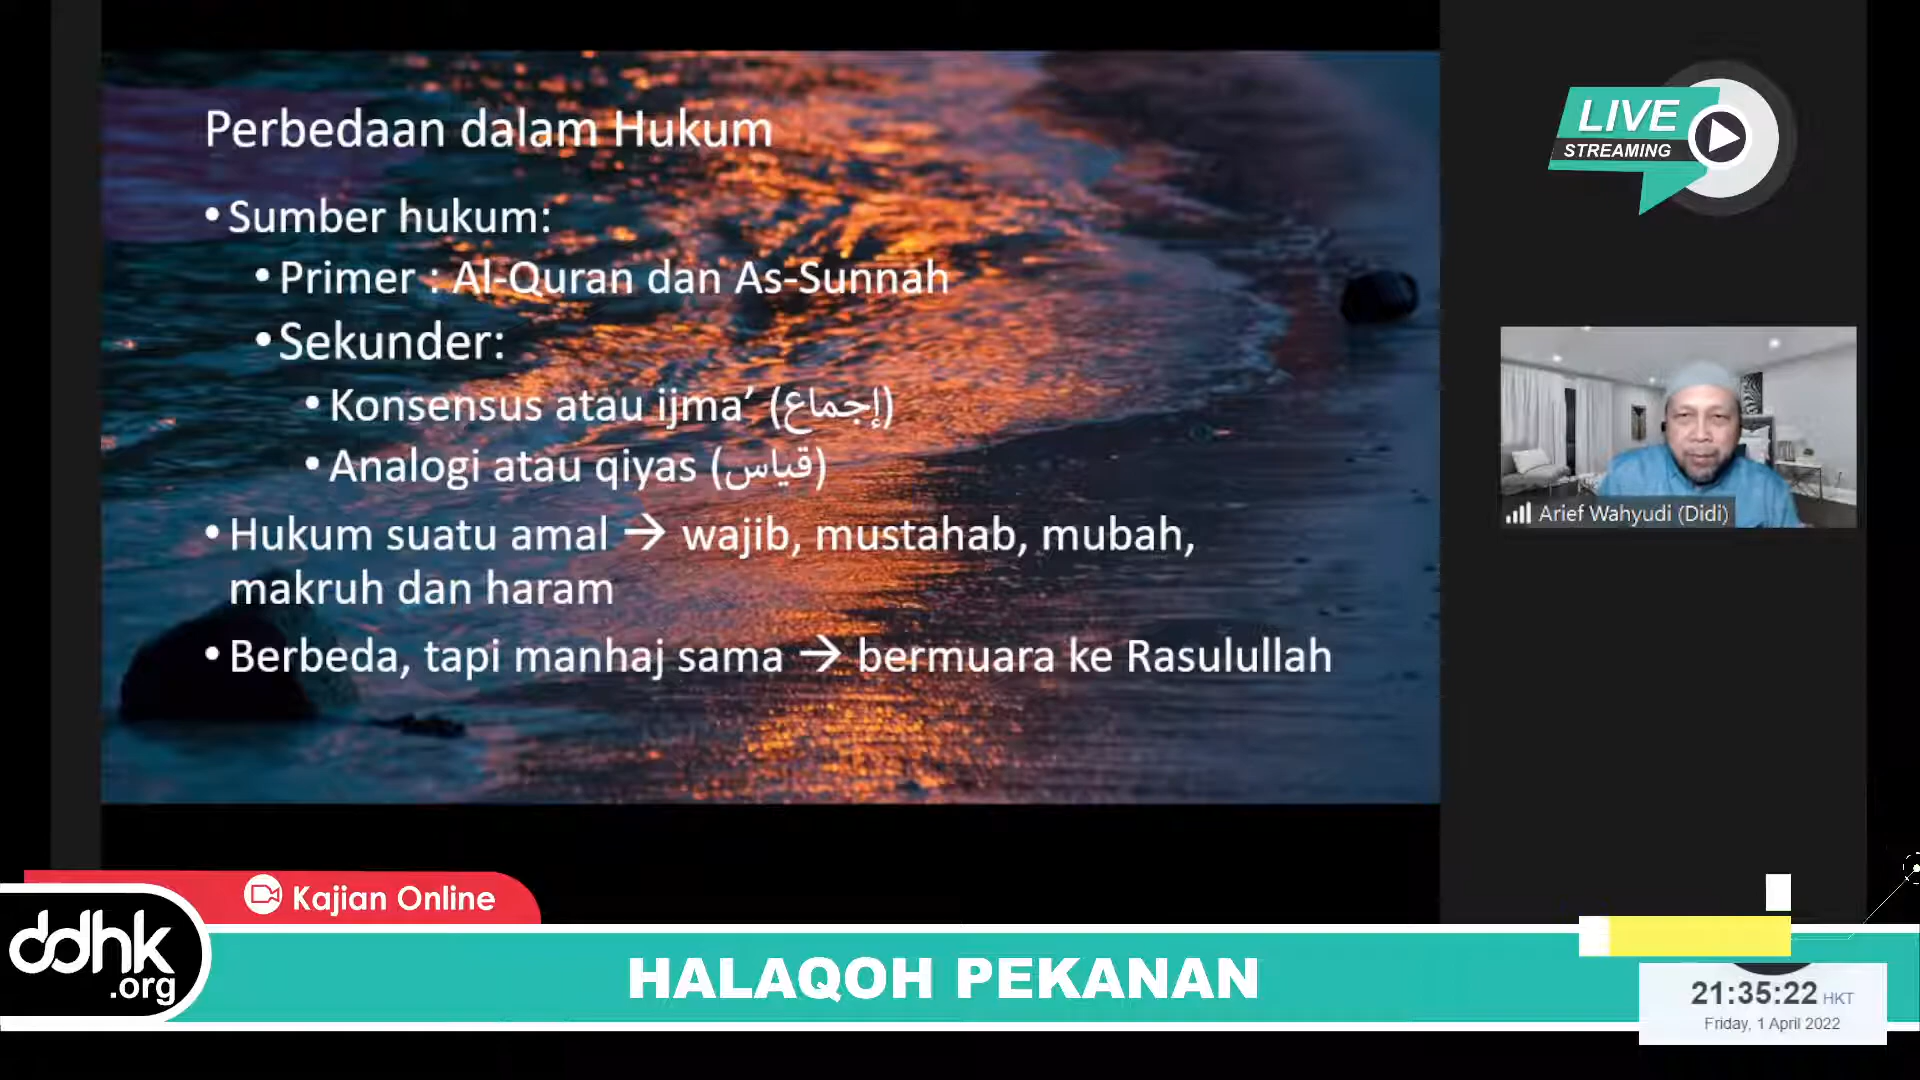 Perbedaan dalam Hukum
• Sumber hukum:
• Primer : Al-Quran dan As-Sunnah
• Sekunder:
• Konsensus atau ijma’ (إجماع)
• Analogi atau qiyas (قياس)
• Hukum suatu amal → wajib, mustahab, mubah,
makruh dan haram
• Berbeda, tapi manhaj sama → bermuara ke Rasulullah
LIVE
STREAMING
Arief Wahyudi (Didi)
Kajian Online
ddhk
.org
HALAQOH PEKANAN
21:35:22 HKT
Friday, 1 April 2022